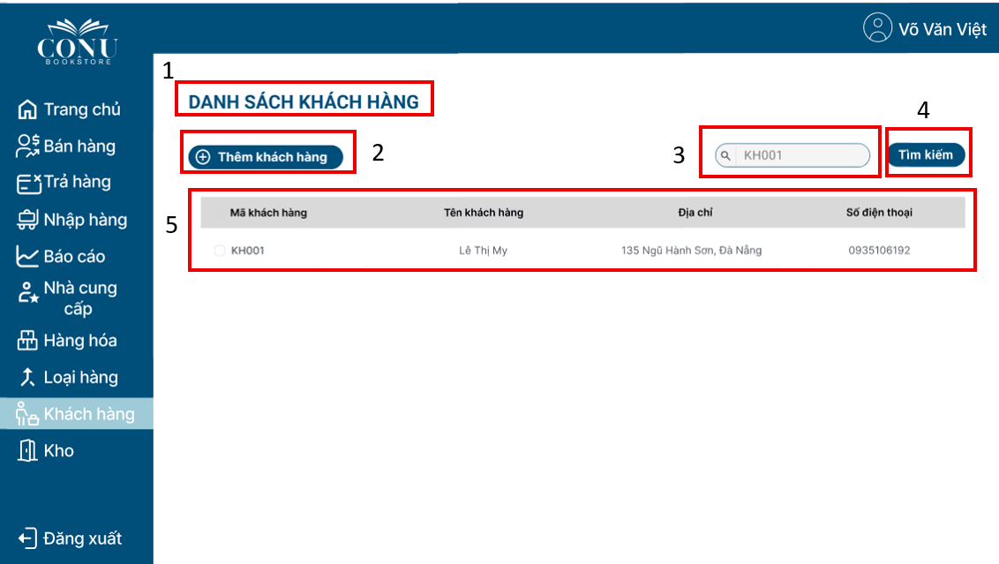 CONU
BOOKSTORE
Võ Văn Việt
Trang chủ
Bán hàng
Trả hàng
Nhập hàng
Báo cáo
Nhà cung
cấp
Hàng hóa
Loại hàng
Khách hàng
Kho
Đăng xuất
1
DANH SÁCH KHÁCH HÀNG
Thêm khách hàng
2
3
KH001
4
Tìm kiếm
5
Mã khách hàng Tên khách hàng Địa chỉ Số điện thoại
KH001 Lê Thị My 135 Ngũ Hành Sơn, Đà Nẵng 0935106192